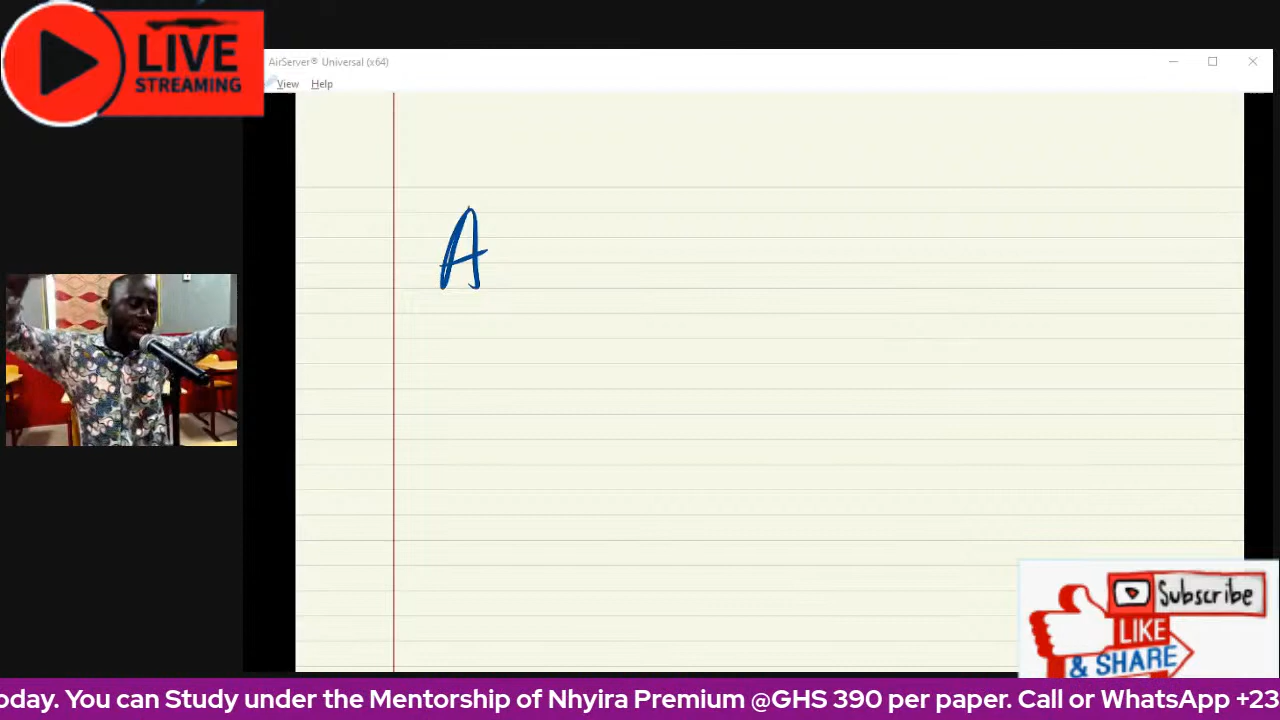 LIVE
STREAMING
AirServer® Universal (x64)
View Help
A
Subscribe
LIKE
& SHARE
oday. You can Study under the Mentorship of Nhyira Premium @GHS 390 per paper. Call or WhatsApp +23